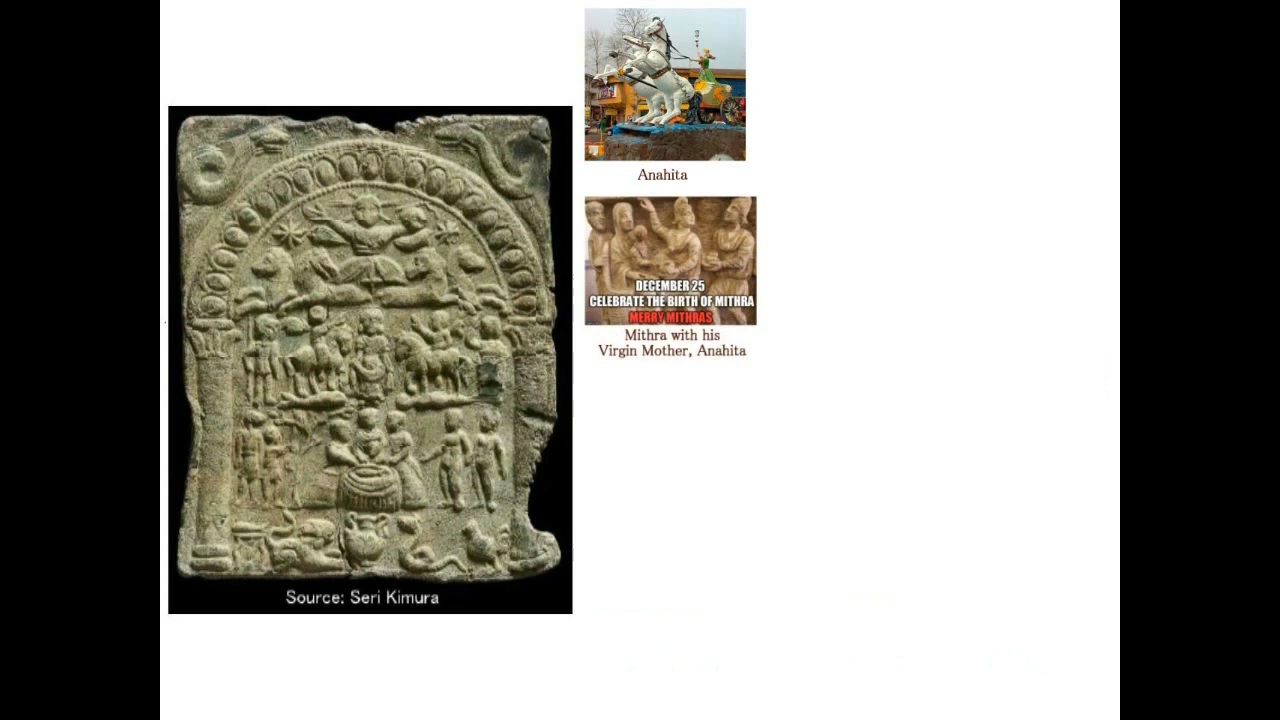 Anahita
DECEMBER 25
CELEBRATE THE BIRTH OF MITHRA
MERRY MITHRAS
Mithra with his
Virgin Mother, Anahita
Source: Seri Kimura